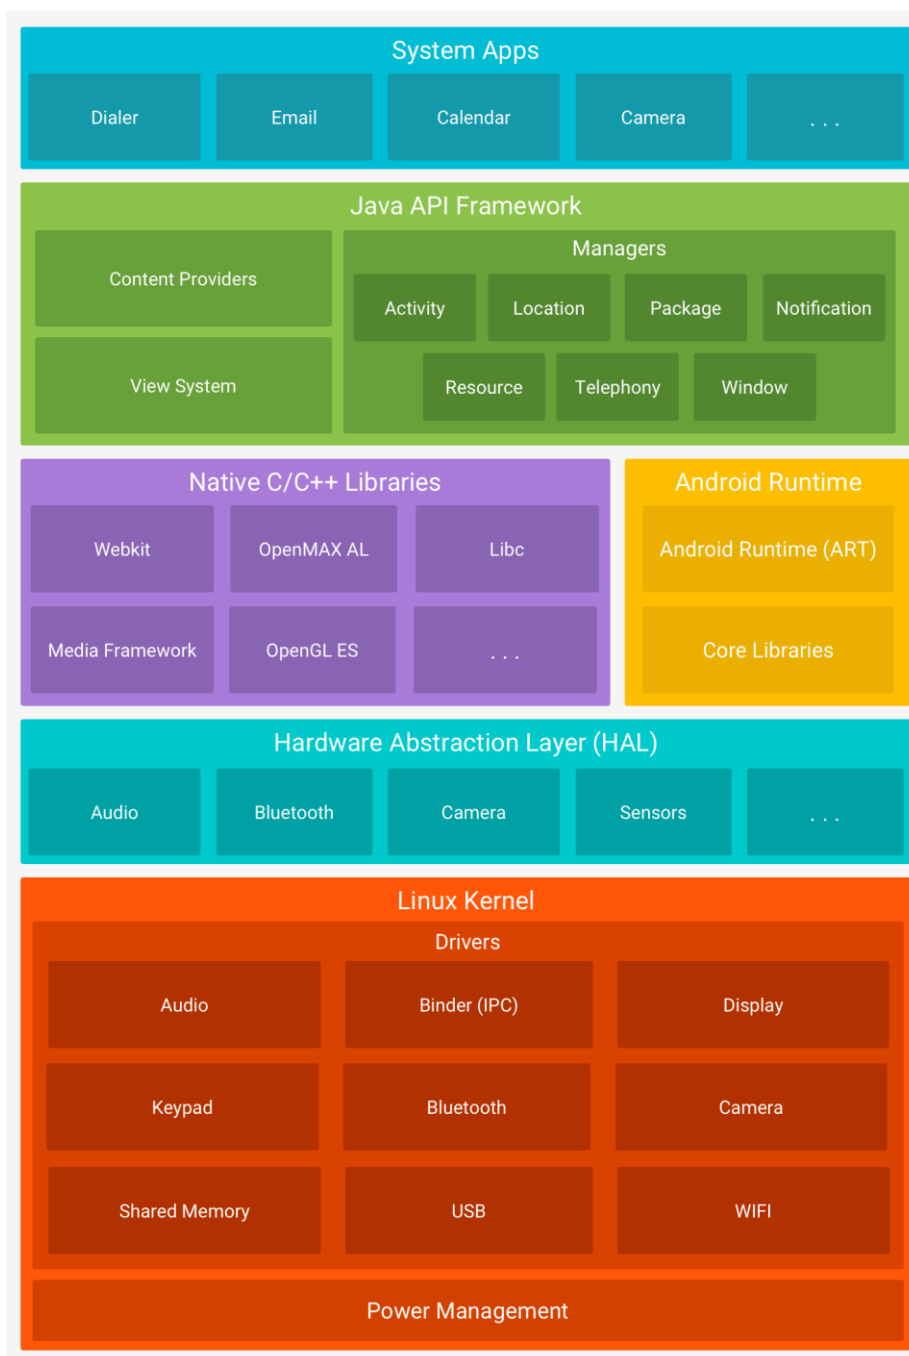 System Apps
Dialer Email Calendar Camera . . .
Java API Framework
Managers
Content Providers
Activity Location Package Notification
View System
Resource Telephony Window
Native C/C++ Libraries
Webkit OpenMAX AL Libc
Media Framework OpenGL ES . . .
Android Runtime
Android Runtime (ART)
Core Libraries
Hardware Abstraction Layer (HAL)
Audio Bluetooth Camera Sensors . . .
Linux Kernel
Drivers
Audio Binder (IPC) Display
Keypad Bluetooth Camera
Shared Memory USB WIFI
Power Management